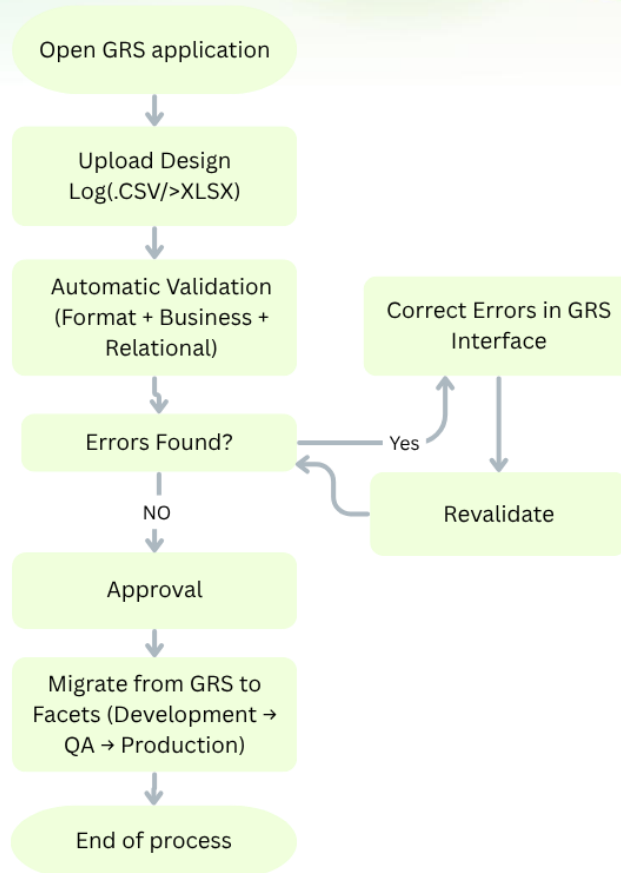 Open GRS application
Upload Design
Log(.CSV/>XLSX)
Automatic Validation
(Format + Business +
Relational)
Correct Errors in GRS
Interface
Errors Found?
Yes
Revalidate
NO
Approval
Migrate from GRS to
Facets (Development →
QA → Production)
End of process